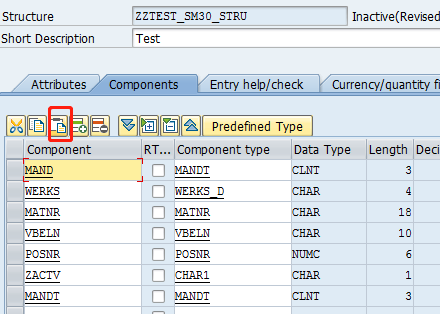 Structure ZZTEST_SM30_STRU Inactive(Revised
Short Description Test
Attributes Components Entry help/check Currency/quantity fi
Predefined Type
Component RT... Component type Data Type Length Deci
MAND MANDT CLNT 3
WERKS WERKS_D CHAR 4
MATNR MATNR CHAR 18
VBELN VBELN CHAR 10
POSNR POSNR NUMC 6
ZACTV CHAR1 CHAR 1
MANDT MANDT CLNT 3